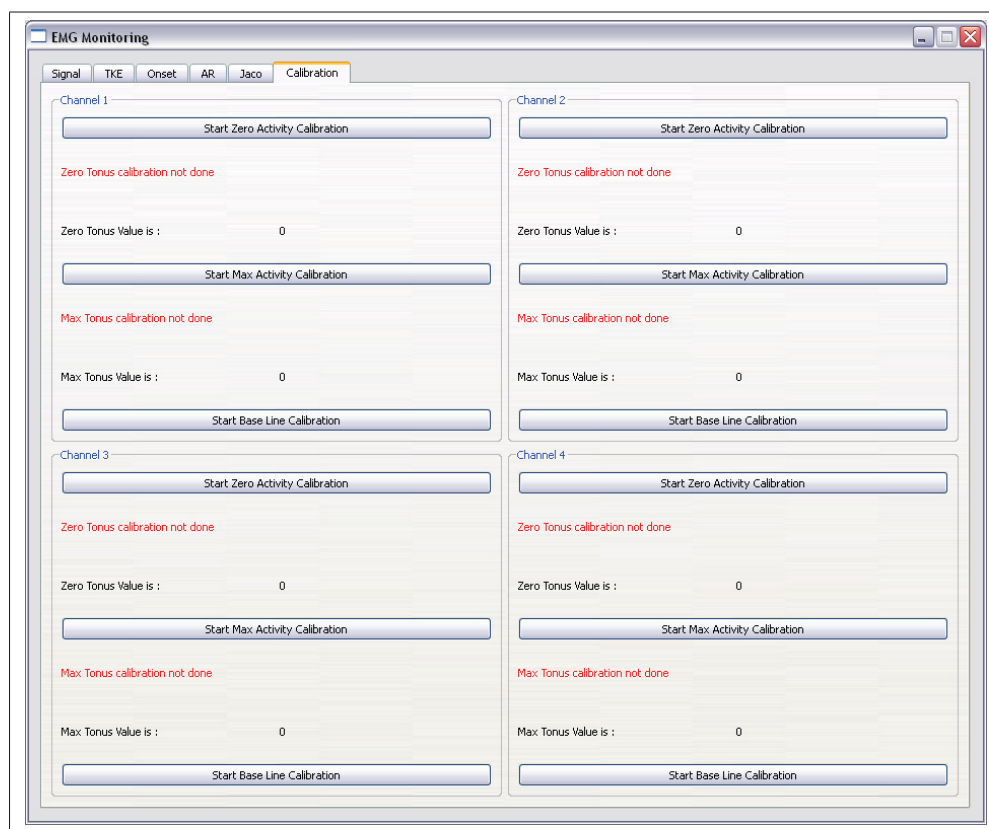 EMG Monitoring
Signal TKE Onset AR Jaco Calibration
Channel 1
Start Zero Activity Calibration
Zero Tonus calibration not done
Zero Tonus Value is : 0
Start Max Activity Calibration
Max Tonus calibration not done
Max Tonus Value is : 0
Start Base Line Calibration
Channel 2
Start Zero Activity Calibration
Zero Tonus calibration not done
Zero Tonus Value is : 0
Start Max Activity Calibration
Max Tonus calibration not done
Max Tonus Value is : 0
Start Base Line Calibration
Channel 3
Start Zero Activity Calibration
Zero Tonus calibration not done
Zero Tonus Value is : 0
Start Max Activity Calibration
Max Tonus calibration not done
Max Tonus Value is : 0
Start Base Line Calibration
Channel 4
Start Zero Activity Calibration
Zero Tonus calibration not done
Zero Tonus Value is : 0
Start Max Activity Calibration
Max Tonus calibration not done
Max Tonus Value is : 0
Start Base Line Calibration